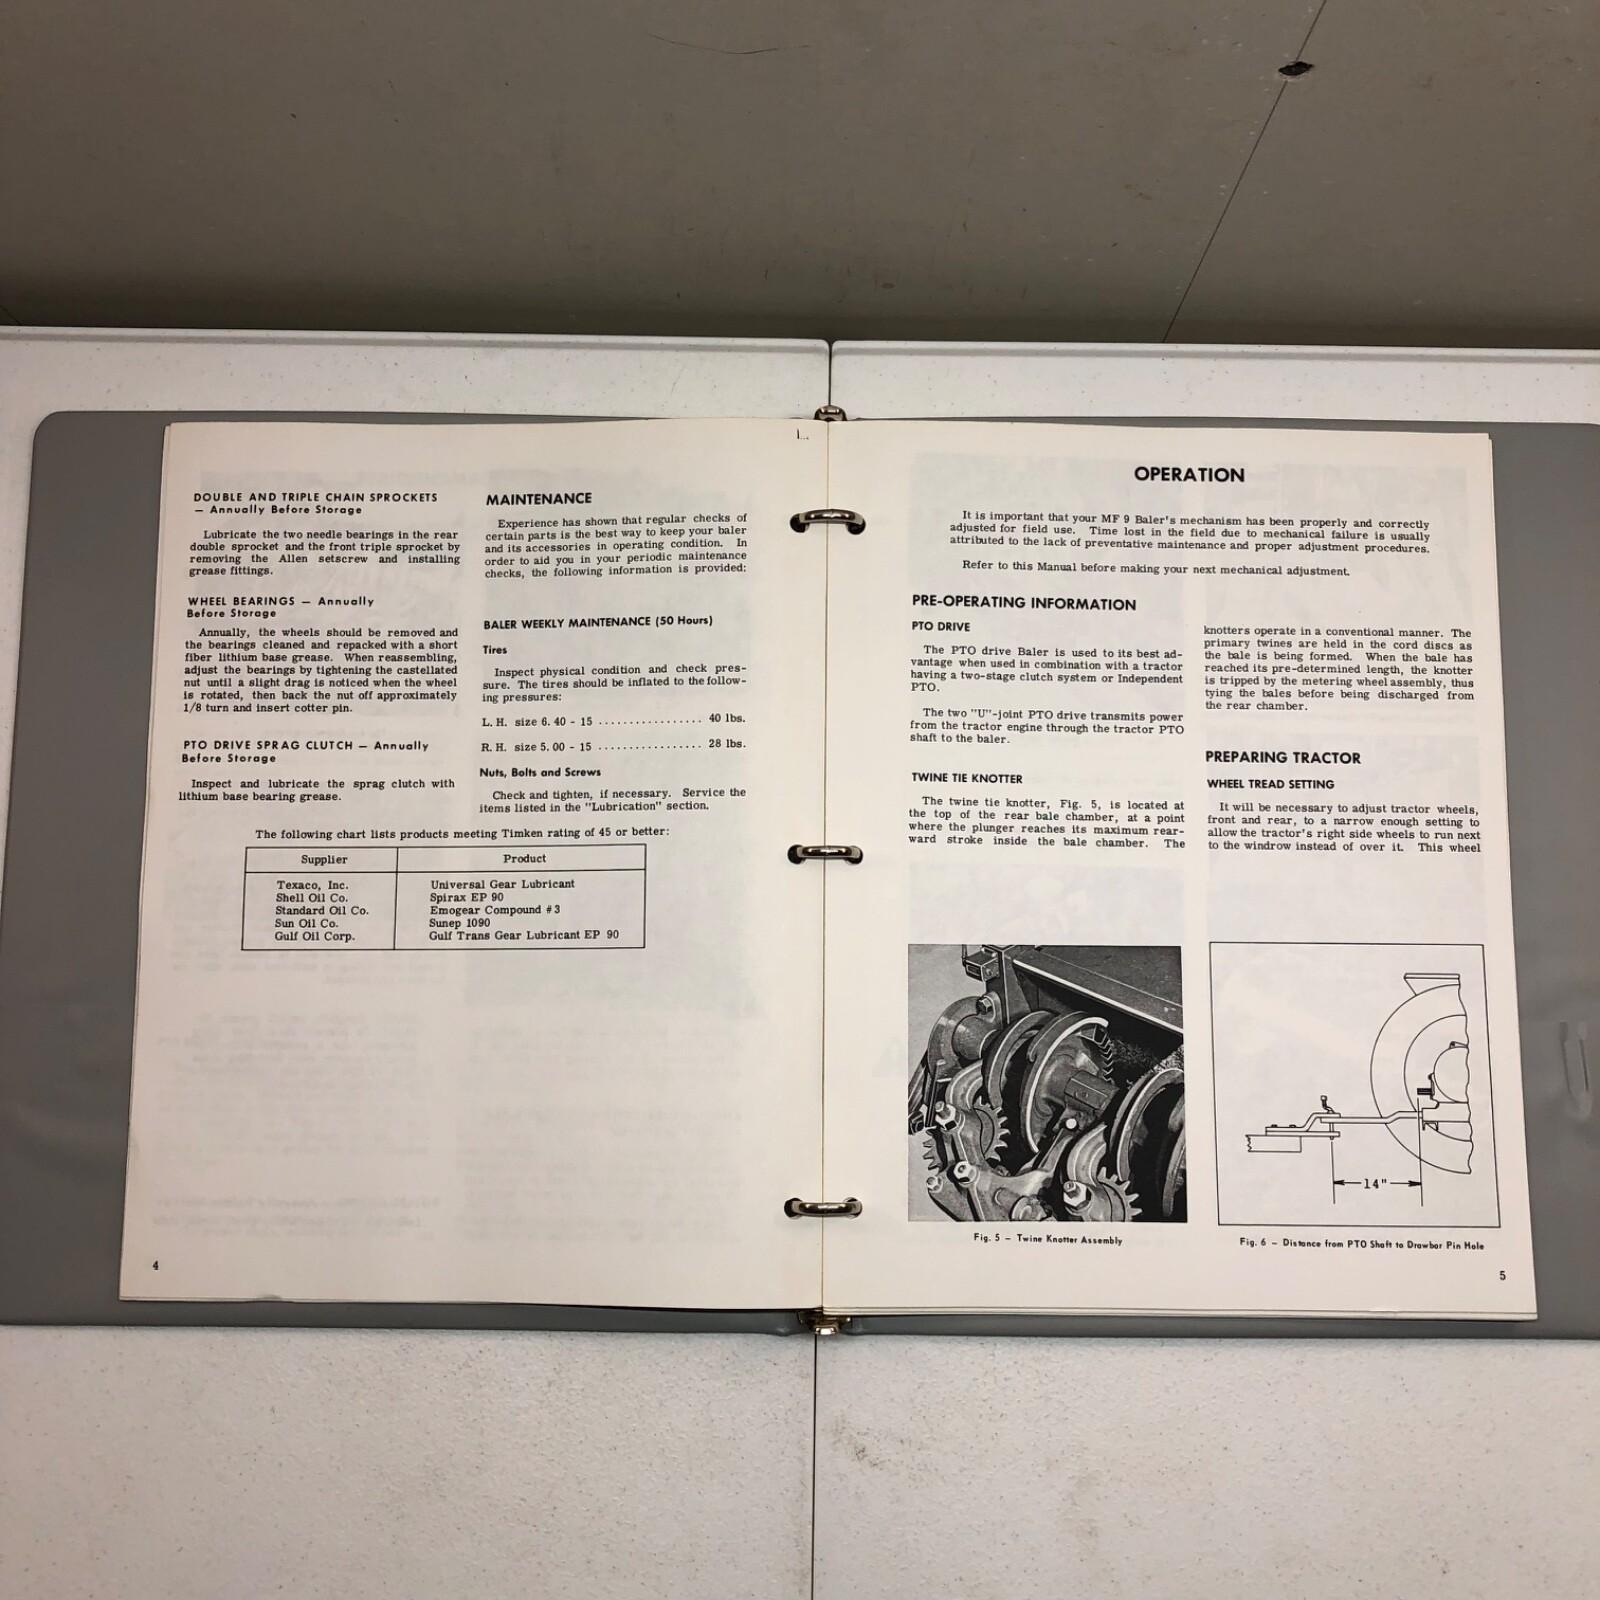 DOUBLE AND TRIPLE CHAIN SPROCKETS
— Annually Before Storage
Lubricate the two needle bearings in the rear
double sprocket and the front triple sprocket by
removing the Allen setscrew and installing
grease fittings.
WHEEL BEARINGS — Annually
Before Storage
Annually, the wheels should be removed and
the bearings cleaned and repacked with a short
fiber lithium base grease. When reassembling,
adjust the bearings by tightening the castellated
nut until a slight drag is noticed when the wheel
is rotated, then back the nut off approximately
1/8 turn and insert cotter pin.
PTO DRIVE SPRAG CLUTCH — Annually
Before Storage
Inspect and lubricate the sprag clutch with
lithium base bearing grease.
MAINTENANCE
Experience has shown that regular checks of
certain parts is the best way to keep your baler
and its accessories in operating condition. In
order to aid you in your periodic maintenance
checks, the following information is provided:
BALER WEEKLY MAINTENANCE (50 Hours)
Tires
Inspect physical condition and check pres-
sure. The tires should be inflated to the follow-
ing pressures:
L. H. size 6. 40 - 15 ................ 40 lbs.
R. H. size 5. 00 - 15 ................ 28 lbs.
Nuts, Bolts and Screws
Check and tighten, if necessary. Service the
items listed in the "Lubrication" section.
The following chart lists products meeting Timken rating of 45 or better:
Supplier Product
Texaco, Inc. Universal Gear Lubricant
Shell Oil Co. Spirax EP 90
Standard Oil Co. Emogear Compound #3
Sun Oil Co. Sunep 1090
Gulf Oil Corp. Gulf Trans Gear Lubricant EP 90
4
OPERATION
It is important that your MF 9 Baler's mechanism has been properly and correctly
adjusted for field use. Time lost in the field due to mechanical failure is usually
attributed to the lack of preventative maintenance and proper adjustment procedures.
Refer to this Manual before making your next mechanical adjustment.
PRE-OPERATING INFORMATION
PTO DRIVE
The PTO drive Baler is used to its best ad-
vantage when used in combination with a tractor
having a two-stage clutch system or Independent
PTO.
The two "U"-joint PTO drive transmits power
from the tractor engine through the tractor PTO
shaft to the baler.
TWINE TIE KNOTTER
The twine tie knotter, Fig. 5, is located at
the top of the rear bale chamber, at a point
where the plunger reaches its maximum rear-
ward stroke inside the bale chamber. The
knotters operate in a conventional manner. The
primary twines are held in the cord discs as
the bale is being formed. When the bale has
reached its pre-determined length, the knotter
is tripped by the metering wheel assembly, thus
tying the bales before being discharged from
the rear chamber.
PREPARING TRACTOR
WHEEL TREAD SETTING
It will be necessary to adjust tractor wheels,
front and rear, to a narrow enough setting to
allow the tractor's right side wheels to run next
to the windrow instead of over it. This wheel
14"
Fig. 5 – Twine Knotter Assembly
Fig. 6 – Distance from PTO Shaft to Drawbar Pin Hole
5